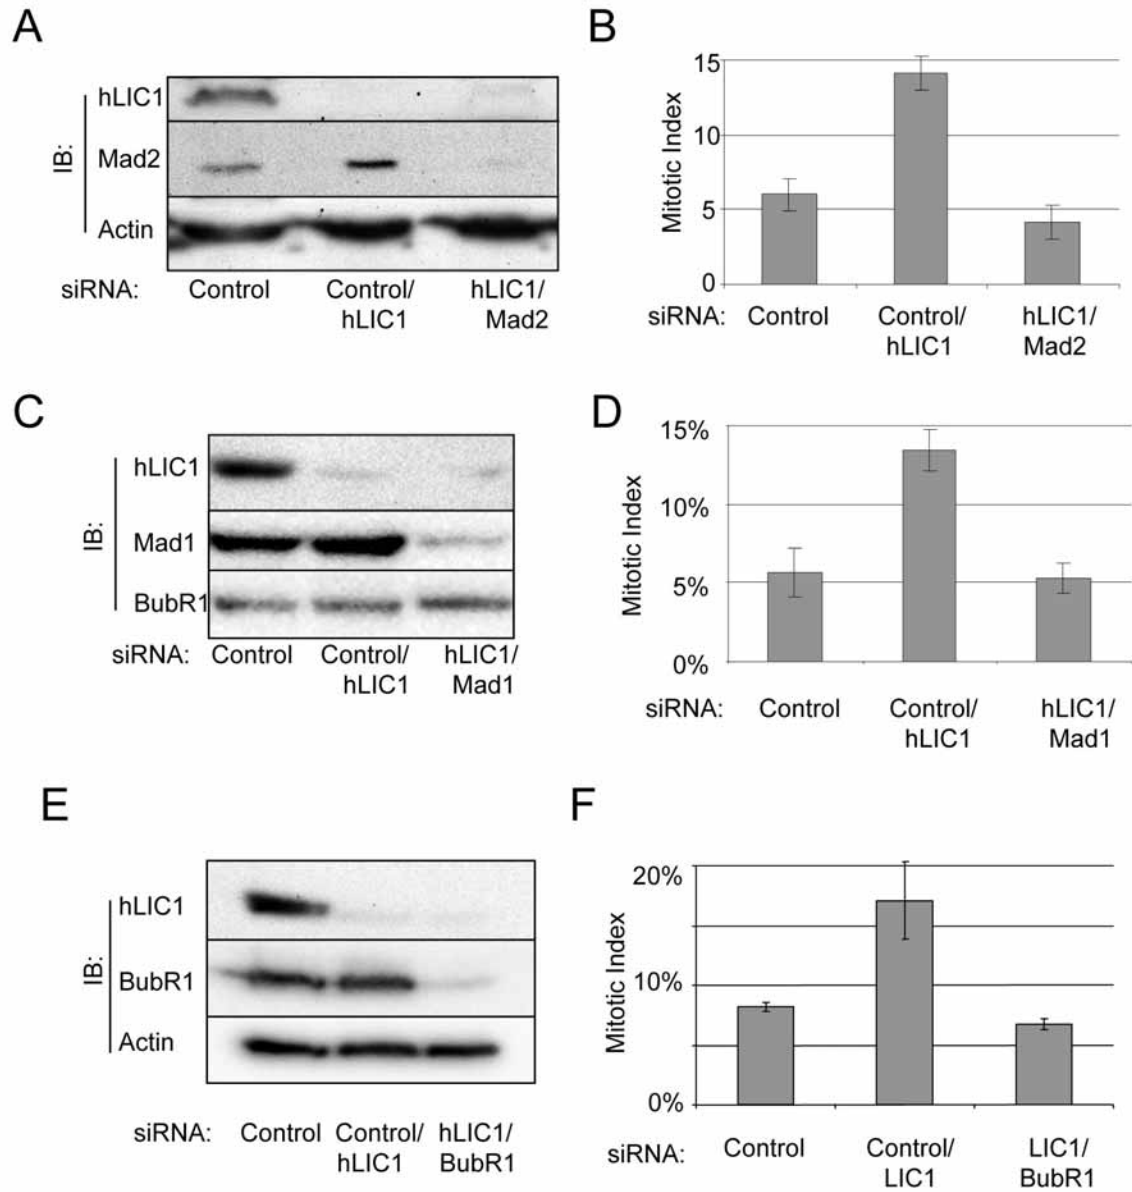 A
IB:
hLIC1
Mad2
Actin
siRNA:
Control
Control/
hLIC1
hLIC1/
Mad2
B
Mitotic Index
15
10
5
0
siRNA:
Control
Control/
hLIC1
hLIC1/
Mad2
C
IB:
hLIC1
Mad1
BubR1
siRNA:
Control
Control/
hLIC1
hLIC1/
Mad1
D
Mitotic Index
15%
10%
5%
0%
siRNA:
Control
Control/
hLIC1
hLIC1/
Mad1
E
IB:
hLIC1
BubR1
Actin
siRNA:
Control
Control/
hLIC1
hLIC1/
BubR1
F
Mitotic Index
20%
10%
0%
siRNA:
Control
Control/
LIC1
LIC1/
BubR1